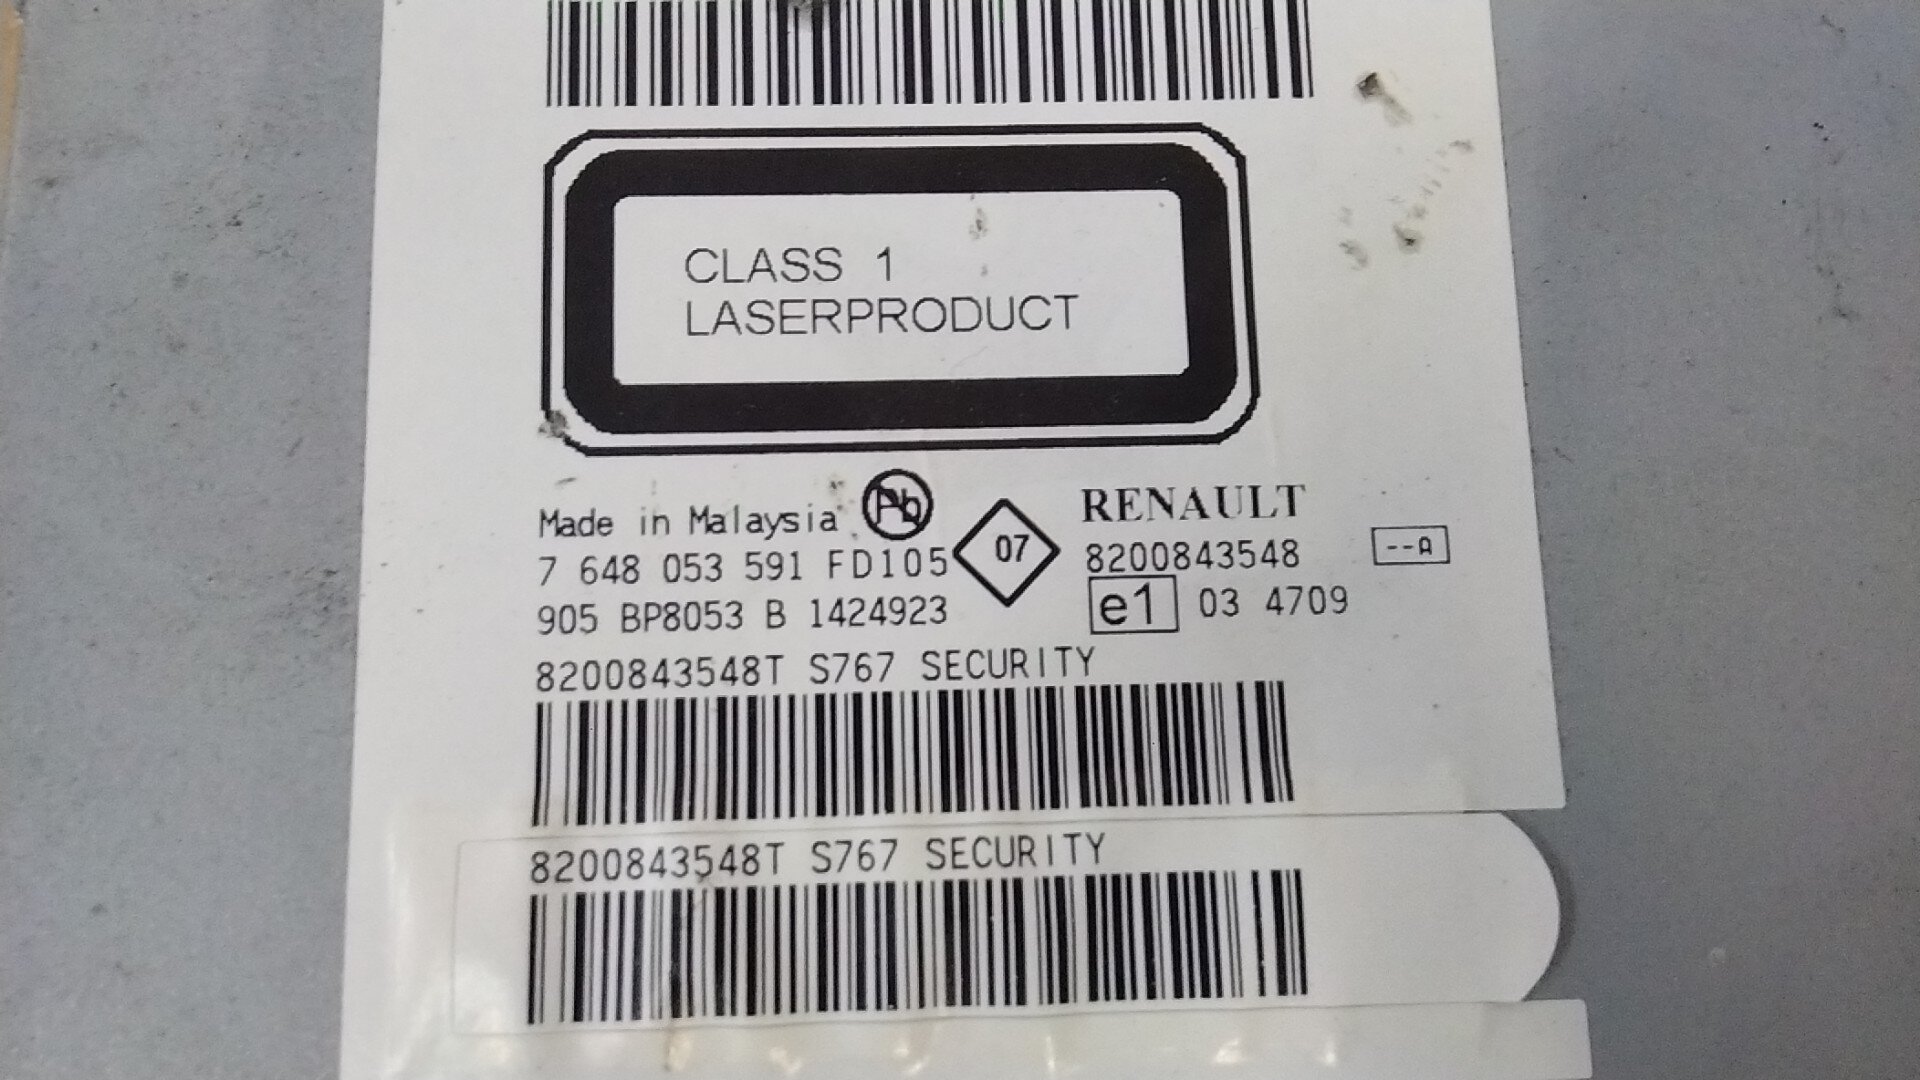 CLASS 1
LASERPRODUCT
Made in Malaysia Pb
7 648 053 591 FD105
905 BP8053 B 1424923
07
RENAULT
8200843548 --A
e1 03 4709
8200843548T S767 SECURITY
8200843548T S767 SECURITY